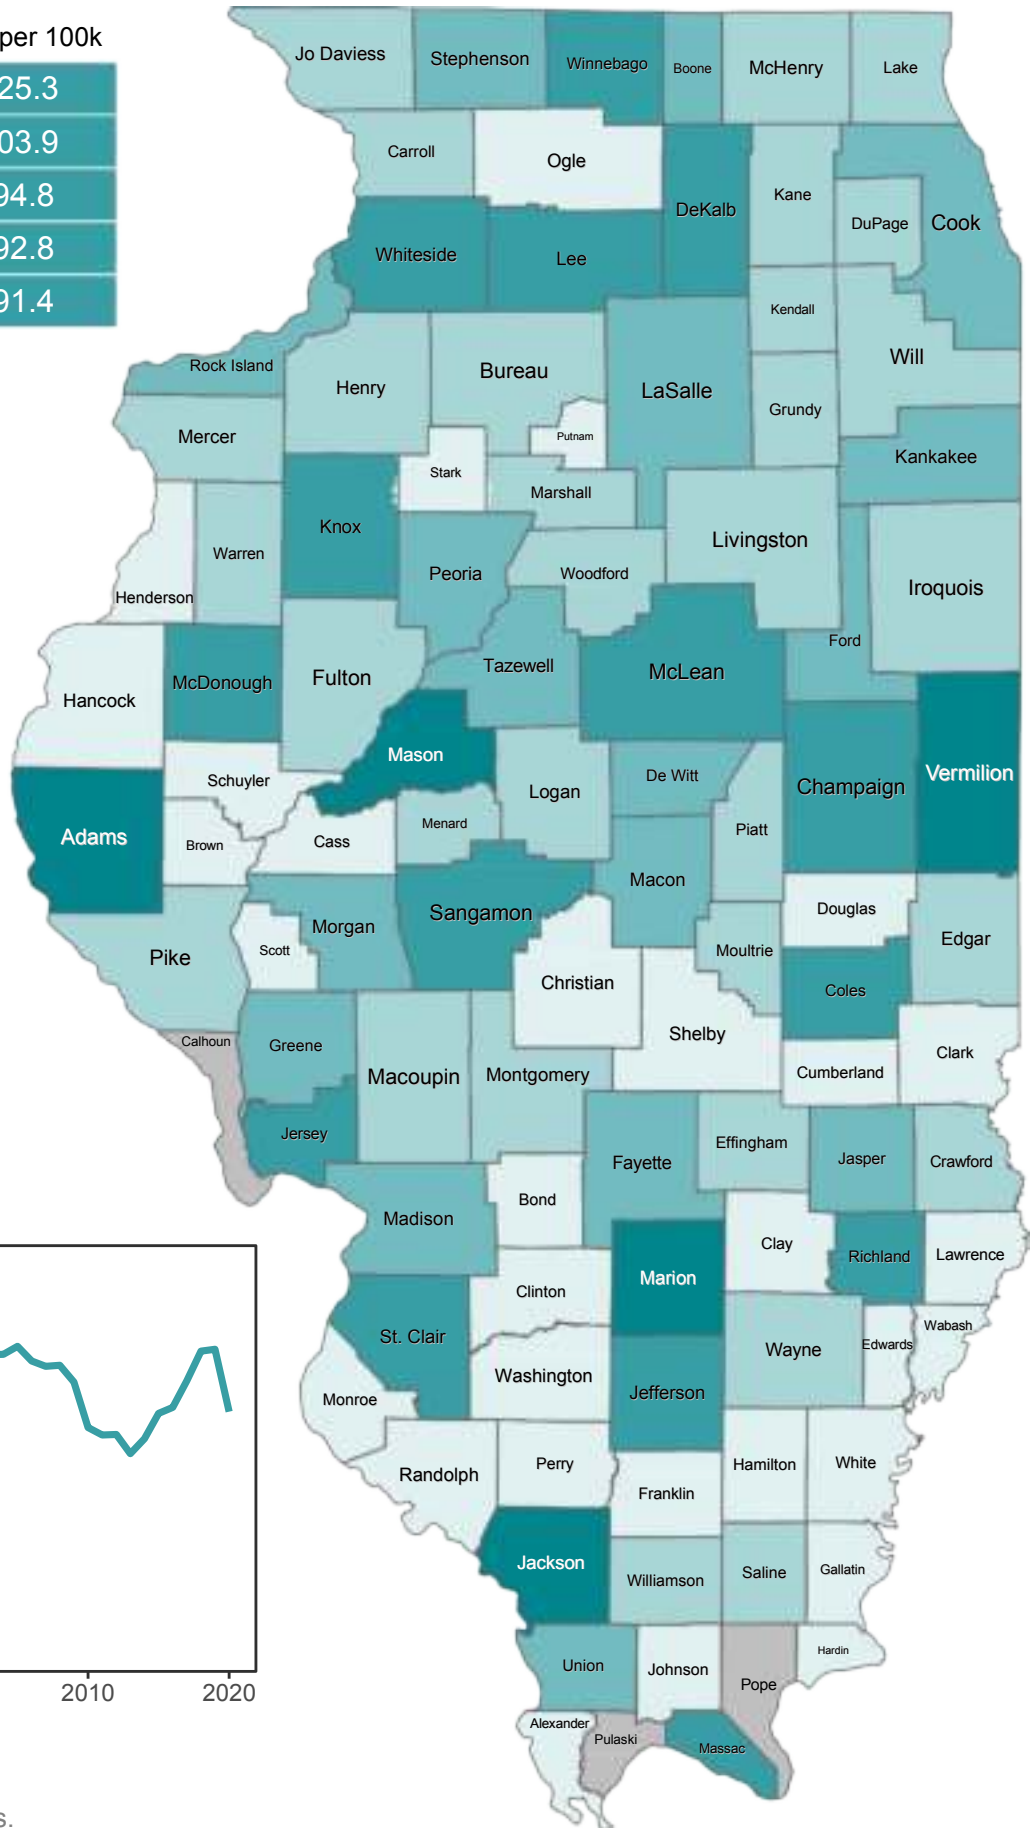 per 100k
25.3
03.9
94.8
92.8
91.4
Jo Daviess
Stephenson
Winnebago
Boone
McHenry
Lake
Carroll
Ogle
DeKalb
Kane
DuPage
Cook
Whiteside
Lee
Kendall
Will
Rock Island
Henry
Bureau
LaSalle
Grundy
Mercer
Putnam
Kankakee
Stark
Marshall
Knox
Livingston
Warren
Peoria
Woodford
Iroquois
Henderson
Ford
McDonough
Fulton
Tazewell
McLean
Hancock
Mason
Vermilion
Schuyler
Logan
De Witt
Champaign
Adams
Brown
Cass
Menard
Piatt
Macon
Sangamon
Morgan
Douglas
Scott
Moultrie
Edgar
Pike
Christian
Coles
Calhoun
Greene
Shelby
Macoupin
Montgomery
Cumberland
Clark
Jersey
Fayette
Effingham
Jasper
Crawford
Madison
Bond
Clay
Richland
Lawrence
Marion
Clinton
St. Clair
Wabash
Wayne
Edwards
Washington
Jefferson
Monroe
Randolph
Perry
Hamilton
White
Franklin
Jackson
Williamson
Saline
Gallatin
Union
Johnson
Hardin
Pope
Alexander
Pulaski
Massac
2010
2020
s.